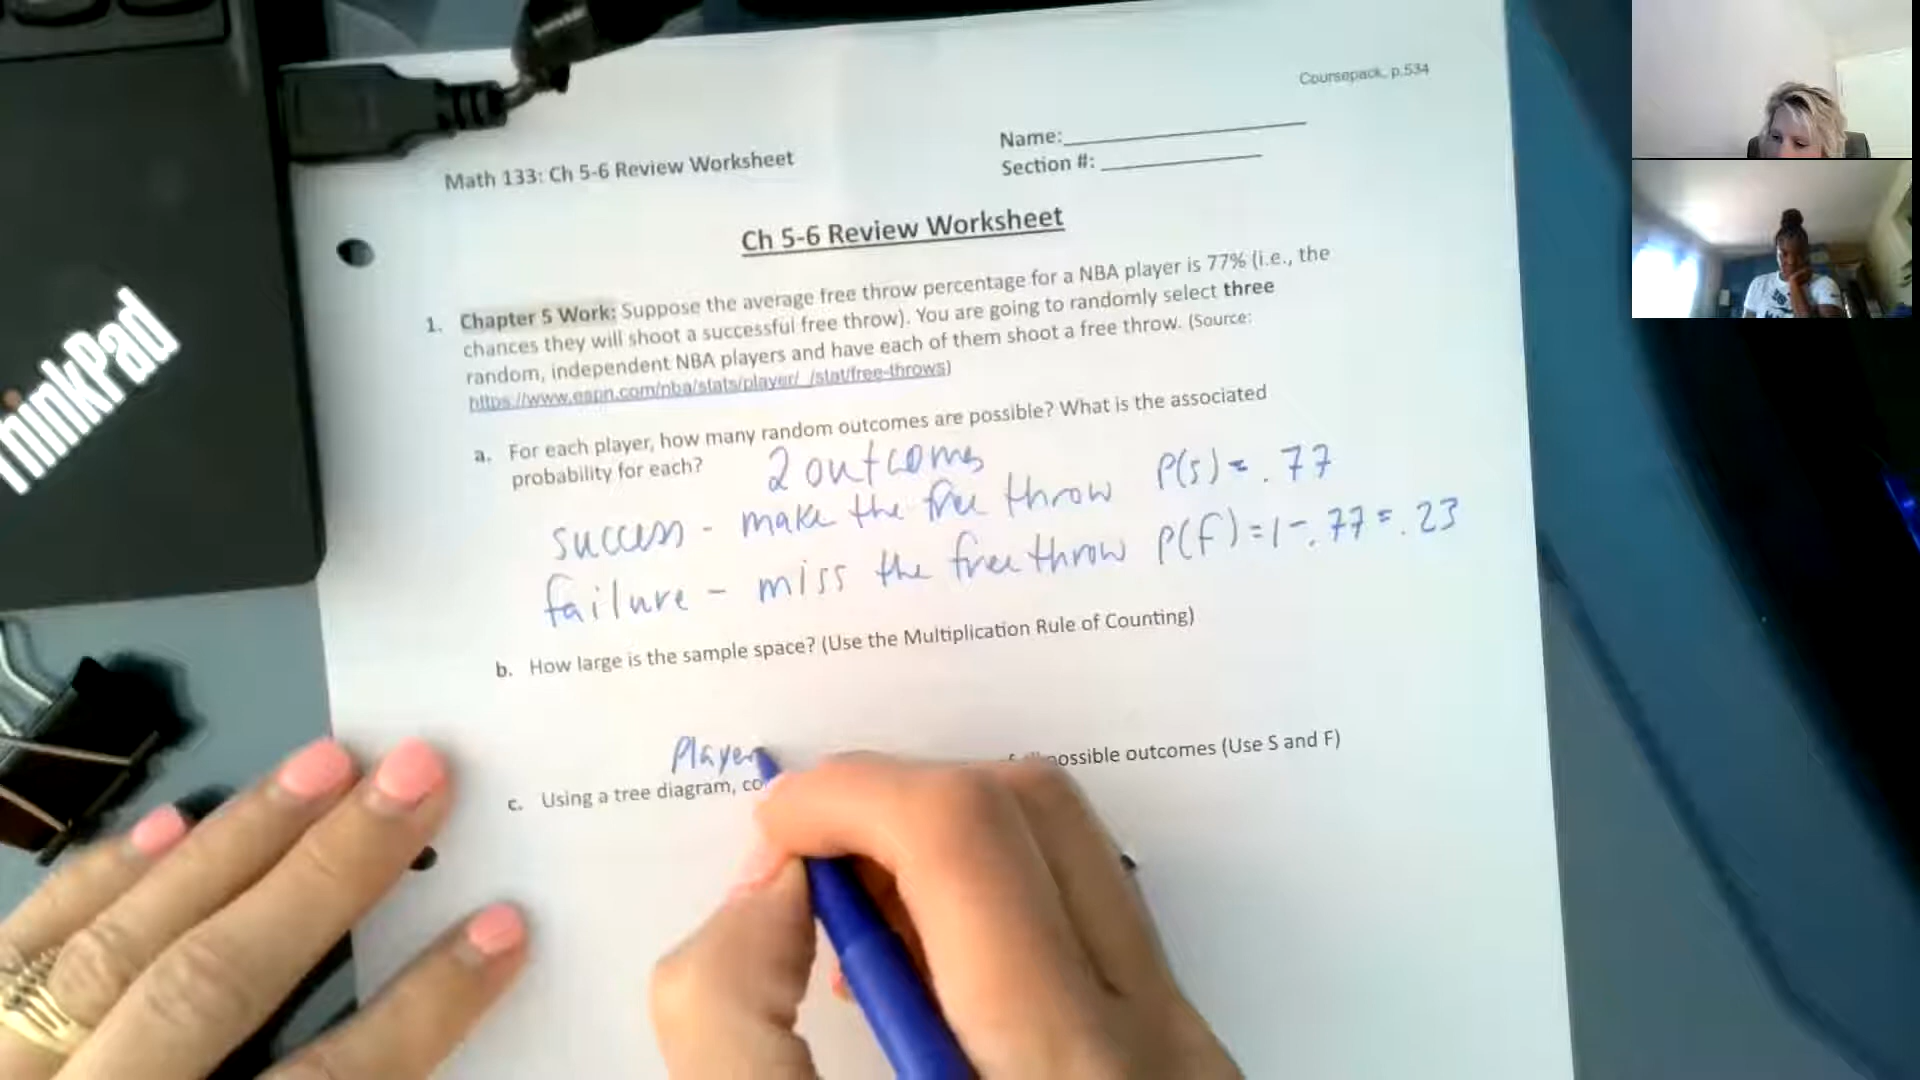 Coursepack, p.534
Name:
Section #:
Math 133: Ch 5-6 Review Worksheet
Ch 5-6 Review Worksheet
1. Chapter 5 Work: Suppose the average free throw percentage for a NBA player is 77% (i.e., the
chances they will shoot a successful free throw). You are going to randomly select three
random, independent NBA players and have each of them shoot a free throw. (Source:
https://www.espn.com/nba/stats/player/_/stat/free-throws)
a. For each player, how many random outcomes are possible? What is the associated
probability for each?
2 outcomes
success - make the free throw P(s) = .77
failure - miss the free throw P(F) = 1-.77 = .23
b. How large is the sample space? (Use the Multiplication Rule of Counting)
Player
c. Using a tree diagram, possible outcomes (Use S and F)
ThinkPad